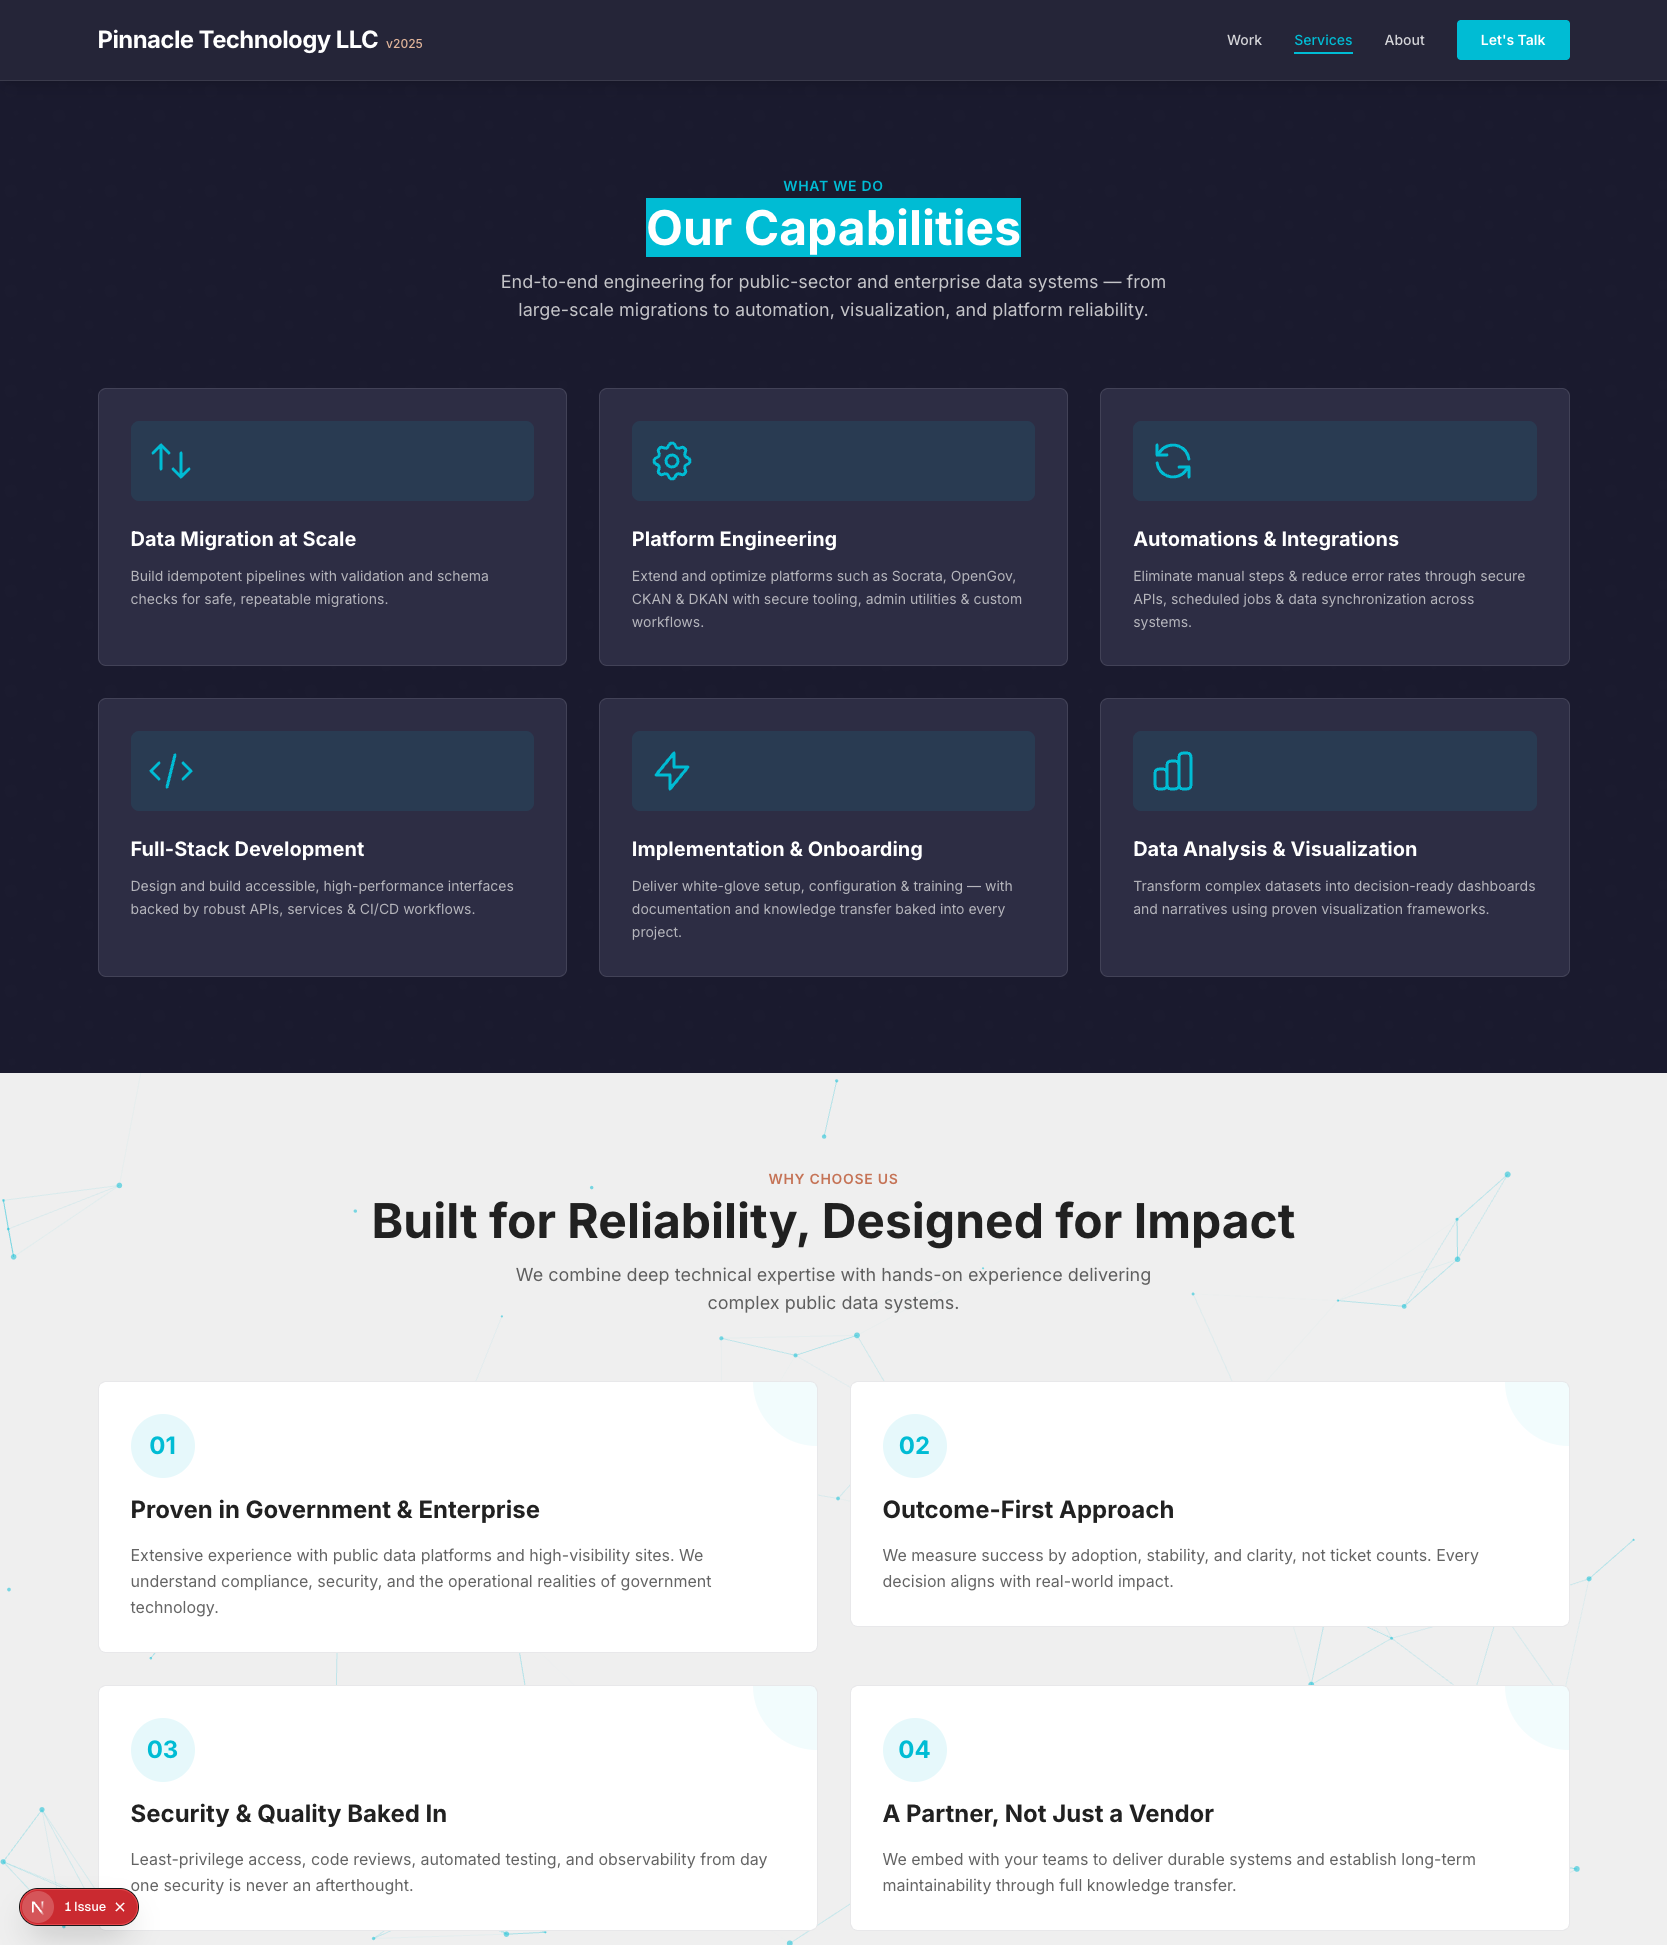 Pinnacle Technology LLC v2025
Work
Services
About
Let's Talk
WHAT WE DO
Our Capabilities
End-to-end engineering for public-sector and enterprise data systems — from
large-scale migrations to automation, visualization, and platform reliability.
Data Migration at Scale
Build idempotent pipelines with validation and schema
checks for safe, repeatable migrations.
Platform Engineering
Extend and optimize platforms such as Socrata, OpenGov,
CKAN & DKAN with secure tooling, admin utilities & custom
workflows.
Automations & Integrations
Eliminate manual steps & reduce error rates through secure
APIs, scheduled jobs & data synchronization across
systems.
Full-Stack Development
Design and build accessible, high-performance interfaces
backed by robust APIs, services & CI/CD workflows.
Implementation & Onboarding
Deliver white-glove setup, configuration & training — with
documentation and knowledge transfer baked into every
project.
Data Analysis & Visualization
Transform complex datasets into decision-ready dashboards
and narratives using proven visualization frameworks.
WHY CHOOSE US
Built for Reliability, Designed for Impact
We combine deep technical expertise with hands-on experience delivering
complex public data systems.
01
Proven in Government & Enterprise
Extensive experience with public data platforms and high-visibility sites. We
understand compliance, security, and the operational realities of government
technology.
02
Outcome-First Approach
We measure success by adoption, stability, and clarity, not ticket counts. Every
decision aligns with real-world impact.
03
Security & Quality Baked In
Least-privilege access, code reviews, automated testing, and observability from day
one security is never an afterthought.
04
A Partner, Not Just a Vendor
We embed with your teams to deliver durable systems and establish long-term
maintainability through full knowledge transfer.
N 1 Issue